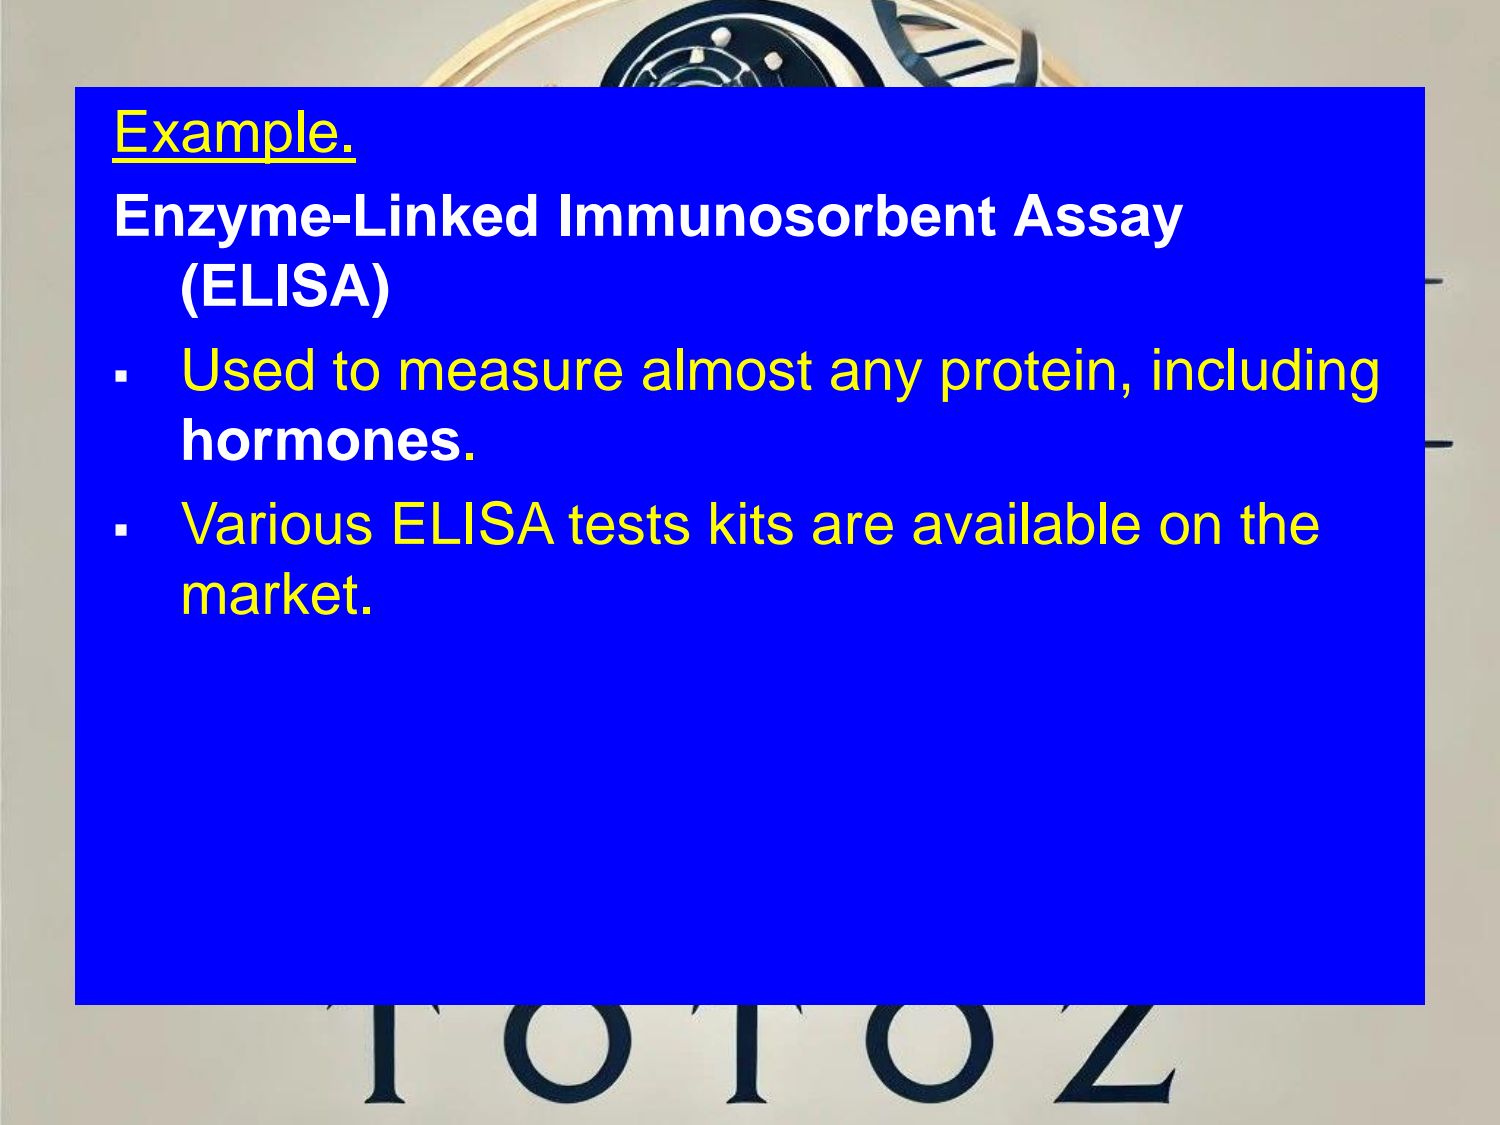 Example.
Enzyme-Linked Immunosorbent Assay
(ELISA)
▪ Used to measure almost any protein, including
hormones.
▪ Various ELISA tests kits are available on the
market.
TOTOZ